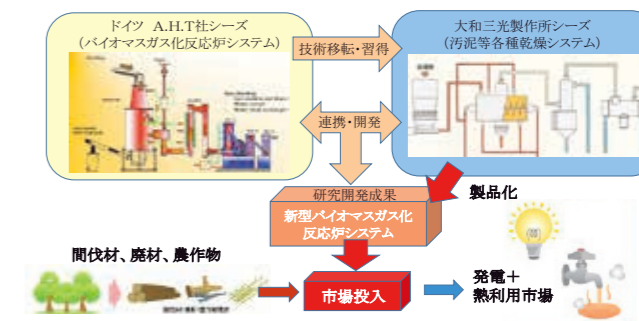 ドイツ A.H.T社シーズ
(バイオマスガス化反応炉システム)
技術移転・習得
大和三光製作所シーズ
(汚泥等各種乾燥システム)
連携・開発
研究開発成果
新型バイオマスガス化
反応炉システム
製品化
間伐材、廃材、農作物
市場投入
発電＋
熱利用市場